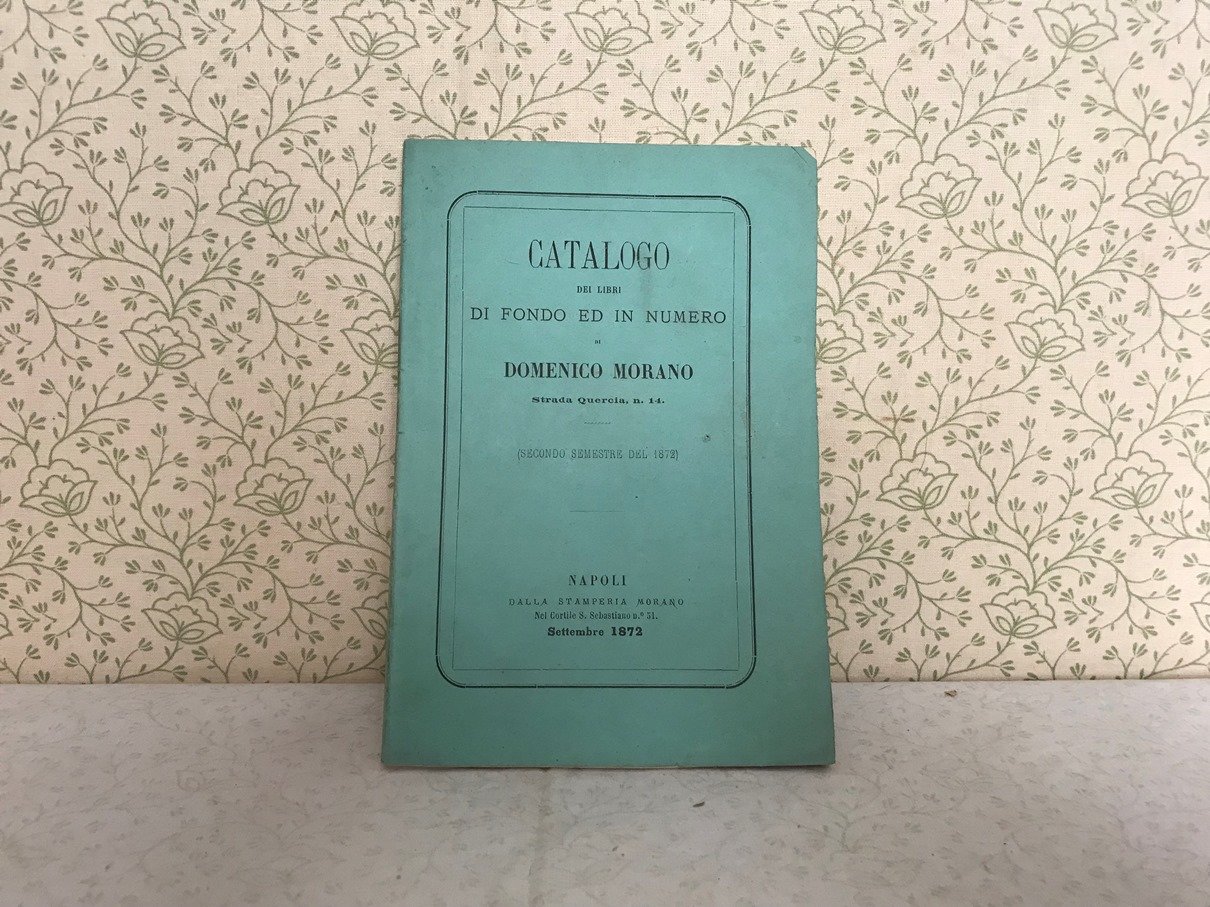 CATALOGO
DEI LIBRI
DI FONDO ED IN NUMERO
DI
DOMENICO MORANO
Strada Quercia, n. 14.
(SECONDO SEMESTRE DEL 1872)
NAPOLI
DALLA STAMPERIA MORANO
Nel Cortile S. Sebastiano n.º 51.
Settembre 1872